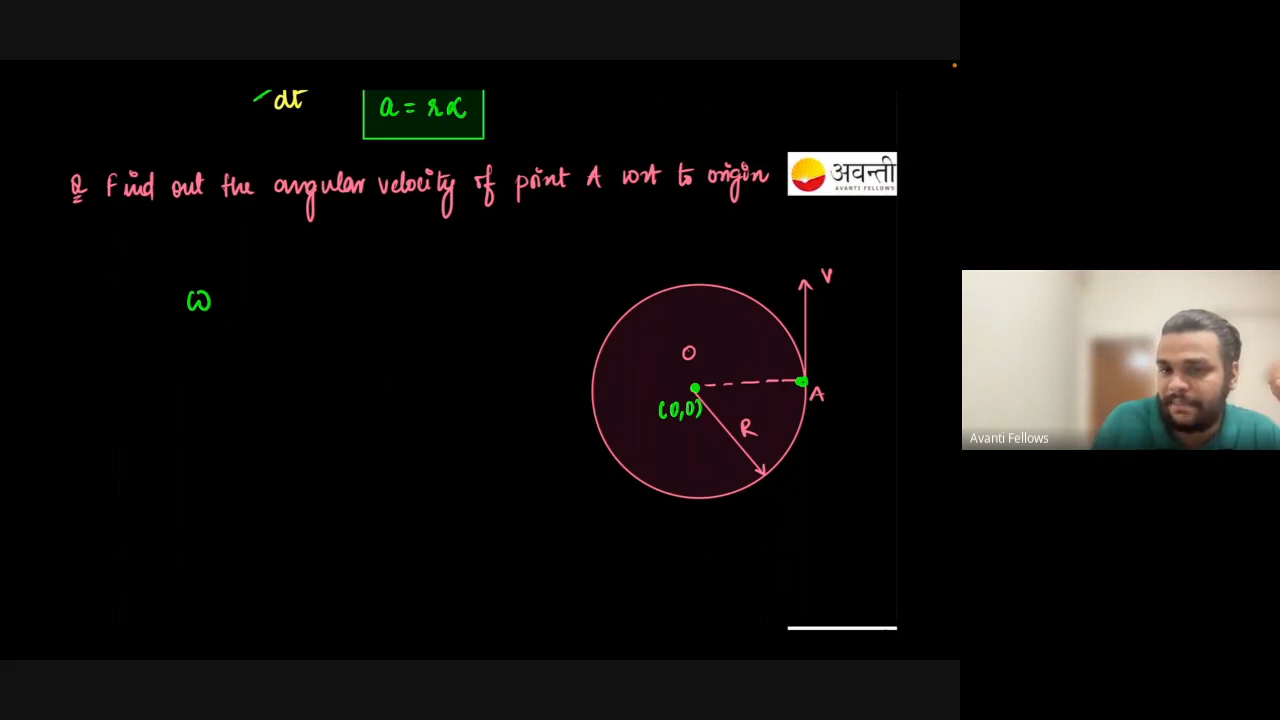 dt
a = rα
Q Find out the angular velocity of point A wrt to origin
अवन्ती
AVANTI FELLOWS
ω
V
O
A
(0,0)
R
Avanti Fellows